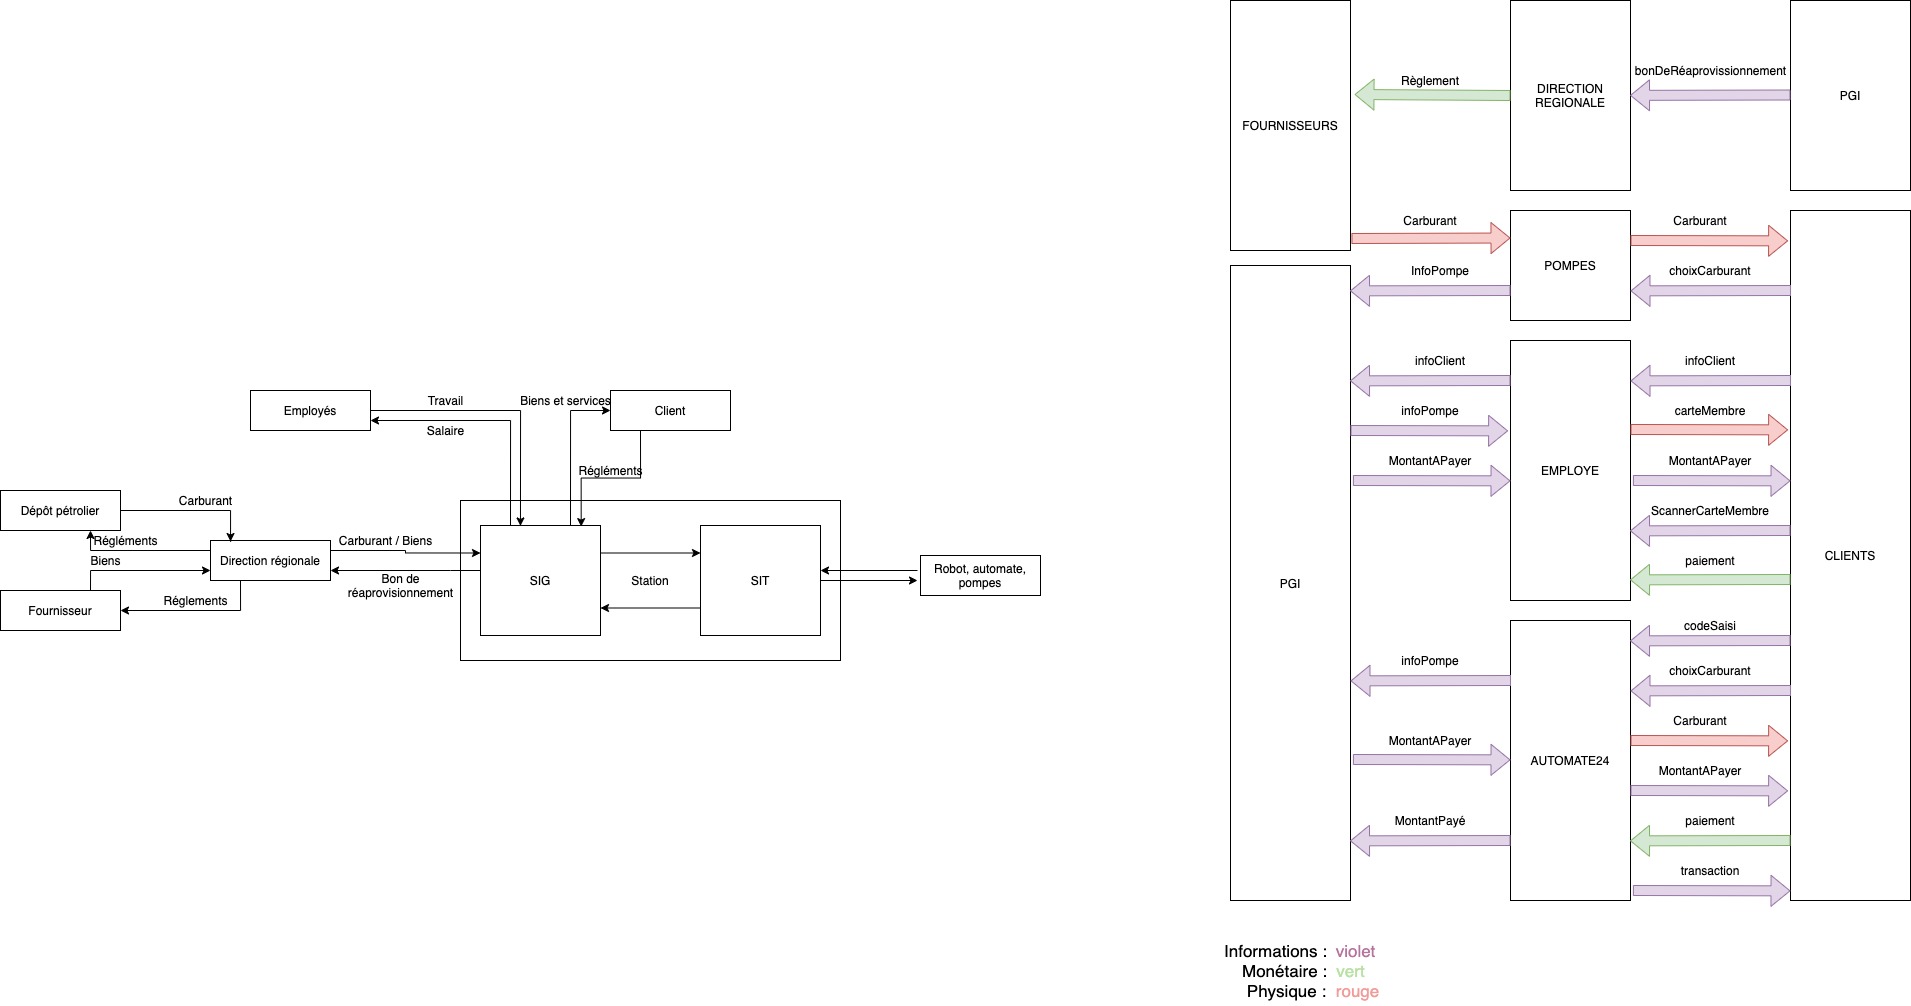 Employés
Travail
Salaire
Biens et services
Client
Régléments
Dépôt pétrolier
Carburant
Régléments
Biens
Direction régionale
Fournisseur
Réglements
Carburant / Biens
Bon de
réaprovisionnement
SIG
Station
SIT
Robot, automate,
pompes
FOURNISSEURS
Règlement
DIRECTION
REGIONALE
bonDeRéaprovissionnement
PGI
Carburant
POMPES
Carburant
InfoPompe
choixCarburant
infoClient
infoClient
infoPompe
carteMembre
MontantAPayer
EMPLOYE
MontantAPayer
ScannerCarteMembre
paiement
CLIENTS
PGI
codeSaisi
infoPompe
choixCarburant
Carburant
MontantAPayer
AUTOMATE24
MontantAPayer
MontantPayé
paiement
transaction
Informations : violet
Monétaire : vert
Physique : rouge